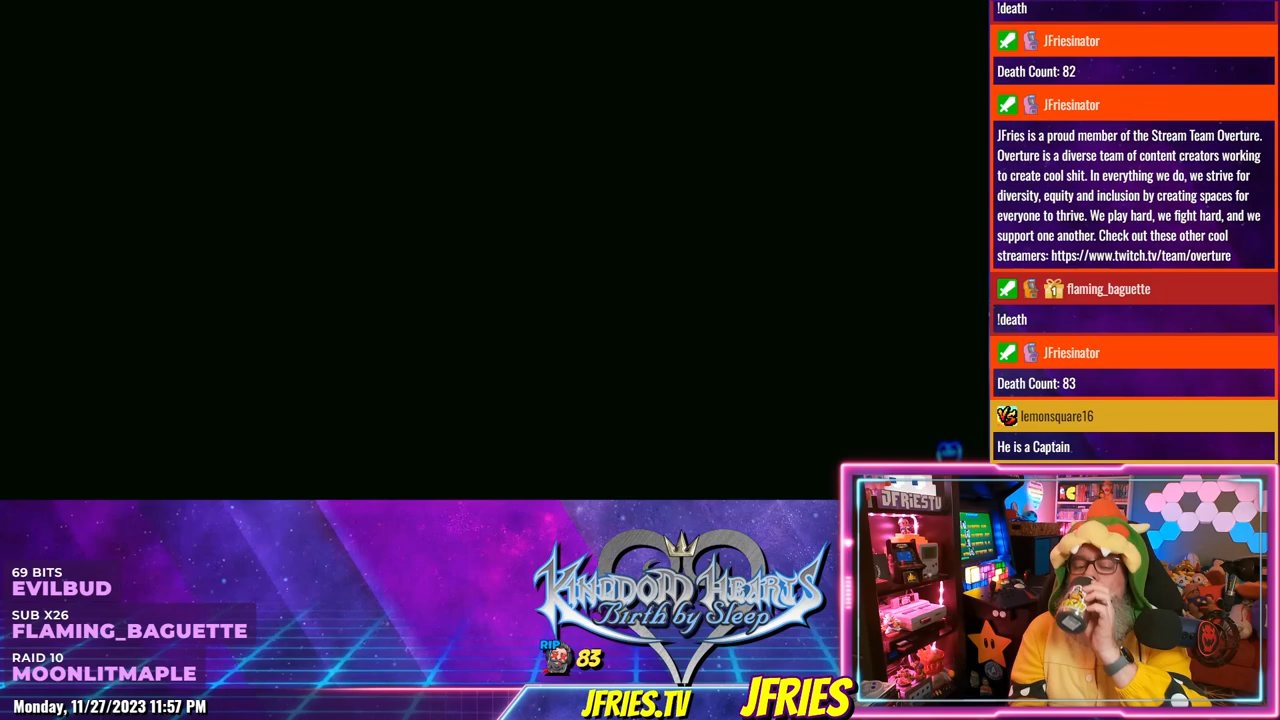 !death
JFriesinator
Death Count: 82
JFriesinator
JFries is a proud member of the Stream Team Overture.
Overture is a diverse team of content creators working
to create cool shit. In everything we do, we strive for
diversity, equity and inclusion by creating spaces for
everyone to thrive. We play hard, we fight hard, and we
support one another. Check out these other cool
streamers: https://www.twitch.tv/team/overture
flaming_baguette
!death
JFriesinator
Death Count: 83
lemonsquare16
He is a Captain
JFRIESTV
69 BITS
EVILBUD
SUB X26
FLAMING_BAGUETTE
RAID 10
MOONLITMAPLE
Monday, 11/27/2023 11:57 PM
KINGDOM HEARTS
Birth by Sleep
RIP
83
JFRIES.TV
JFRIES